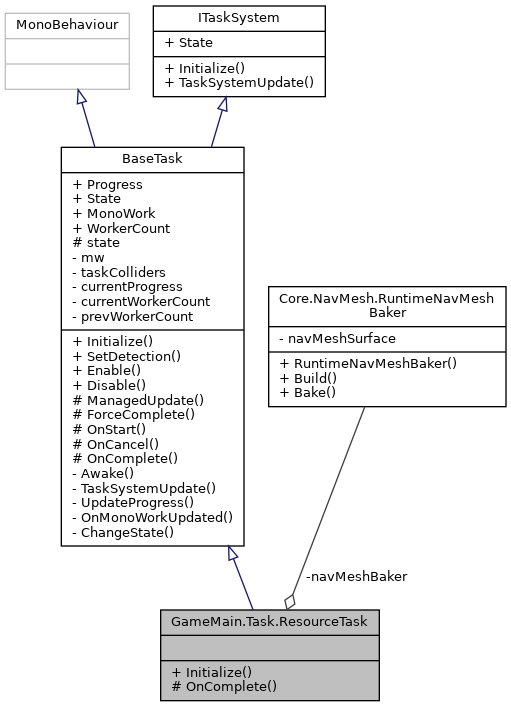 MonoBehaviour
ITaskSystem
+ State
+ Initialize()
+ TaskSystemUpdate()
BaseTask
+ Progress
+ State
+ MonoWork
+ WorkerCount
# state
- mw
- taskColliders
- currentProgress
- currentWorkerCount
- prevWorkerCount
+ Initialize()
+ SetDetection()
+ Enable()
+ Disable()
# ManagedUpdate()
# ForceComplete()
# OnStart()
# OnCancel()
# OnComplete()
- Awake()
- TaskSystemUpdate()
- UpdateProgress()
- OnMonoWorkUpdated()
- ChangeState()
Core.NavMesh.RuntimeNavMesh
Baker
- navMeshSurface
+ RuntimeNavMeshBaker()
+ Build()
+ Bake()
-navMeshBaker
GameMain.Task.ResourceTask
+ Initialize()
# OnComplete()